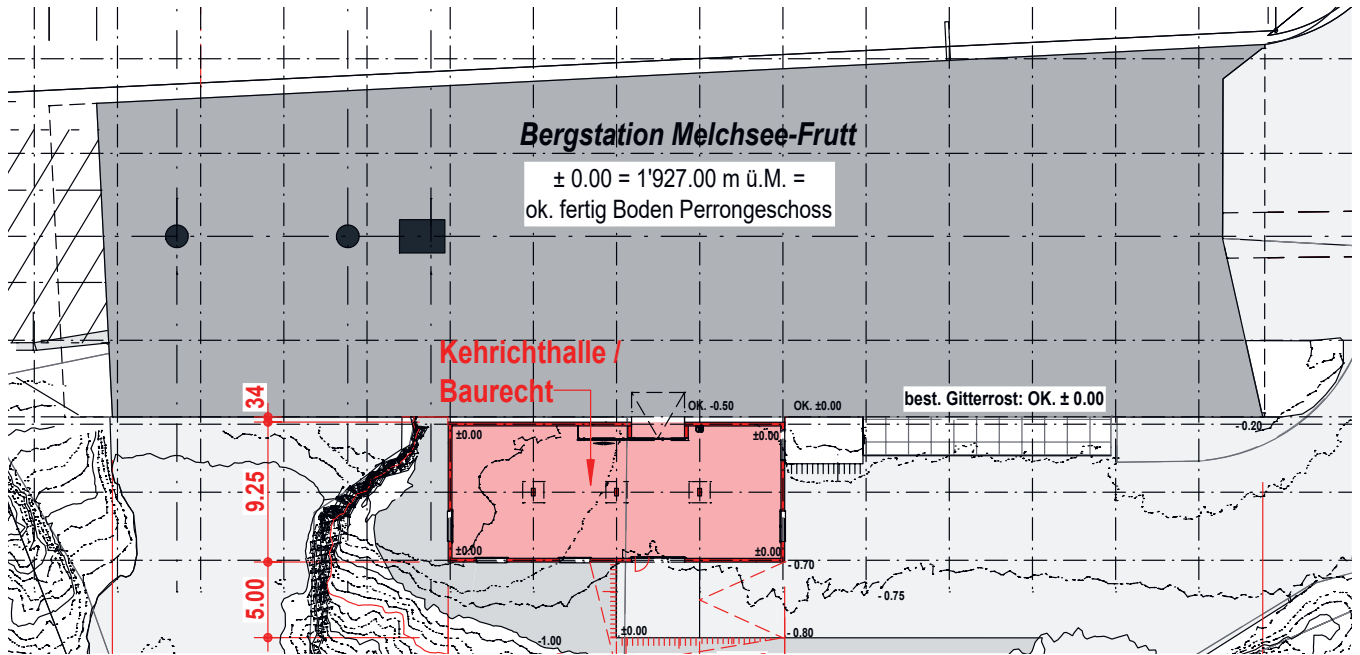 Bergstation Melchsee-Frutt
± 0.00 = 1'927.00 m ü.M. =
ok. fertig Boden Perrongeschoss
Kehrichthalle /
Baurecht
34
9.25
5.00
OK. -0.50
OK. ±0.00
best. Gitterrost: OK. ± 0.00
-0.20
±0.00
±0.00
±0.00
±0.00
-0.70
-0.75
-1.00
±0.00
-0.80